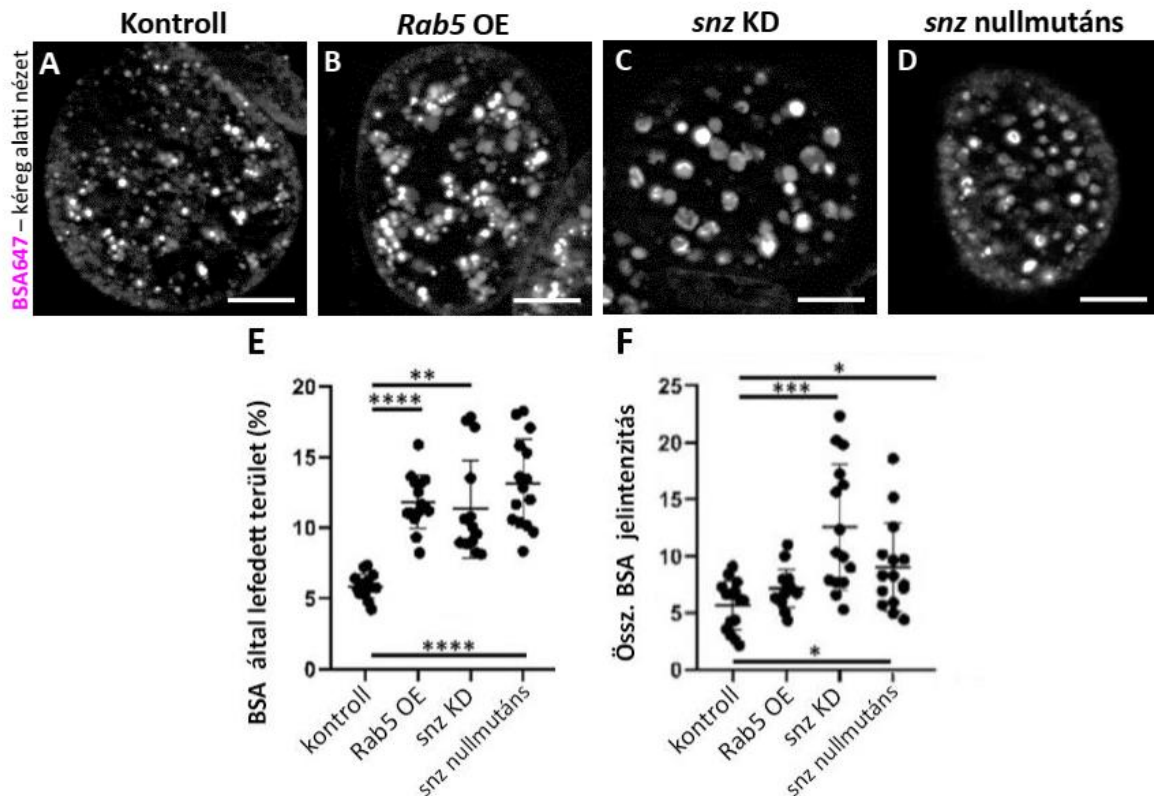 Kontroll
Rab5 OE
snz KD
snz nullmutáns
BSA647 – kéreg alatti nézet
A
B
C
D
E
BSA által lefedett terület (%)
20
15
10
5
0
**
****
****
kontroll
Rab5 OE
snz KD
snz nullmutáns
F
Össz. BSA jelintenzitás
25
20
15
10
5
0
*
***
*
kontroll
Rab5 OE
snz KD
snz nullmutáns